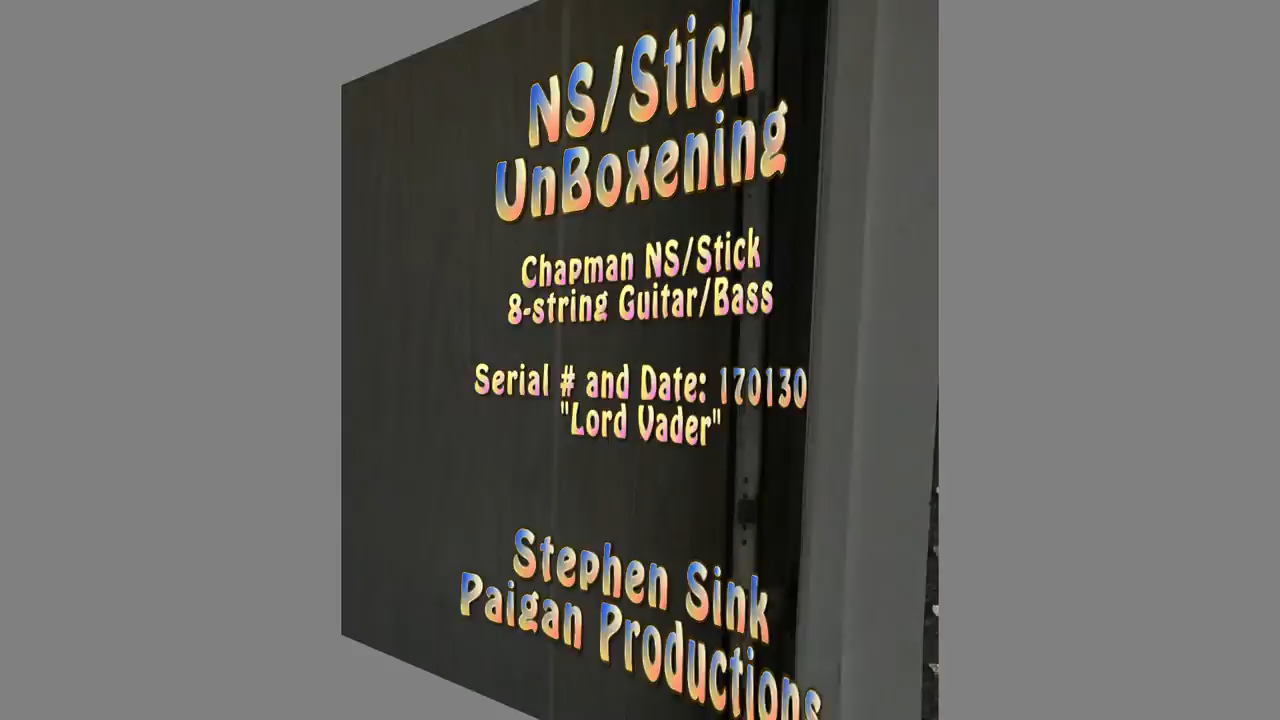 NS/Stick
UnBoxening
Chapman NS/Stick
8-string Guitar/Bass
Serial # and Date: 170130
"Lord Vader"
Stephen Sink
Paigan Productions